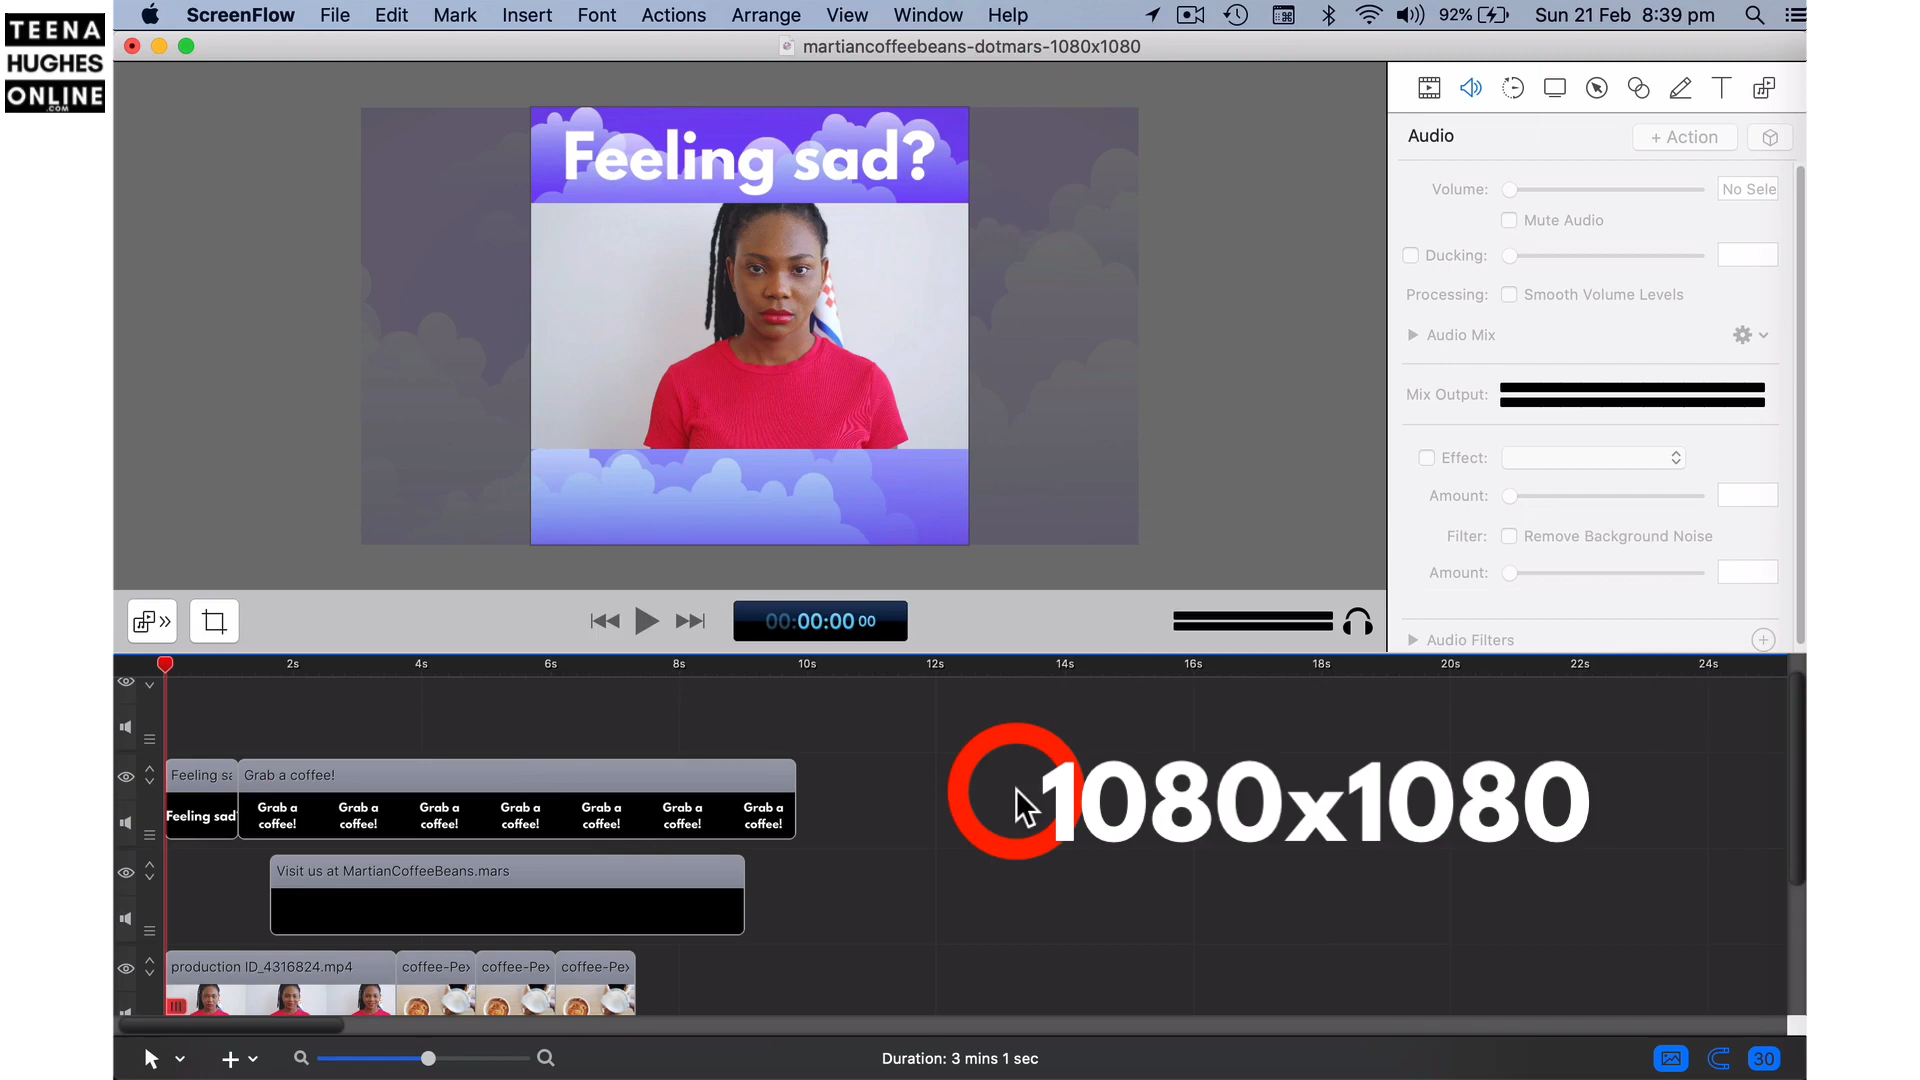 TEENA
HUGHES
ONLINE
.COM
ScreenFlow File Edit Mark Insert Font Actions Arrange View Window Help 92% Sun 21 Feb 8:39 pm
martiancoffeebeans-dotmars-1080x1080
Feeling sad?
Audio + Action
Volume: No Sele
Mute Audio
Ducking:
Processing: Smooth Volume Levels
Audio Mix
Mix Output:
Effect:
Amount:
Filter: Remove Background Noise
Amount:
Audio Filters
00:00:00 00
2s 4s 6s 8s 10s 12s 14s 16s 18s 20s 22s 24s
Feeling sa Grab a coffee!
Feeling sad
Grab a coffee! Grab a coffee! Grab a coffee! Grab a coffee! Grab a coffee! Grab a coffee! Grab a coffee!
1080x1080
Visit us at MartianCoffeeBeans.mars
production ID_4316824.mp4 coffee-Pe coffee-Pe coffee-Pe
Duration: 3 mins 1 sec
30